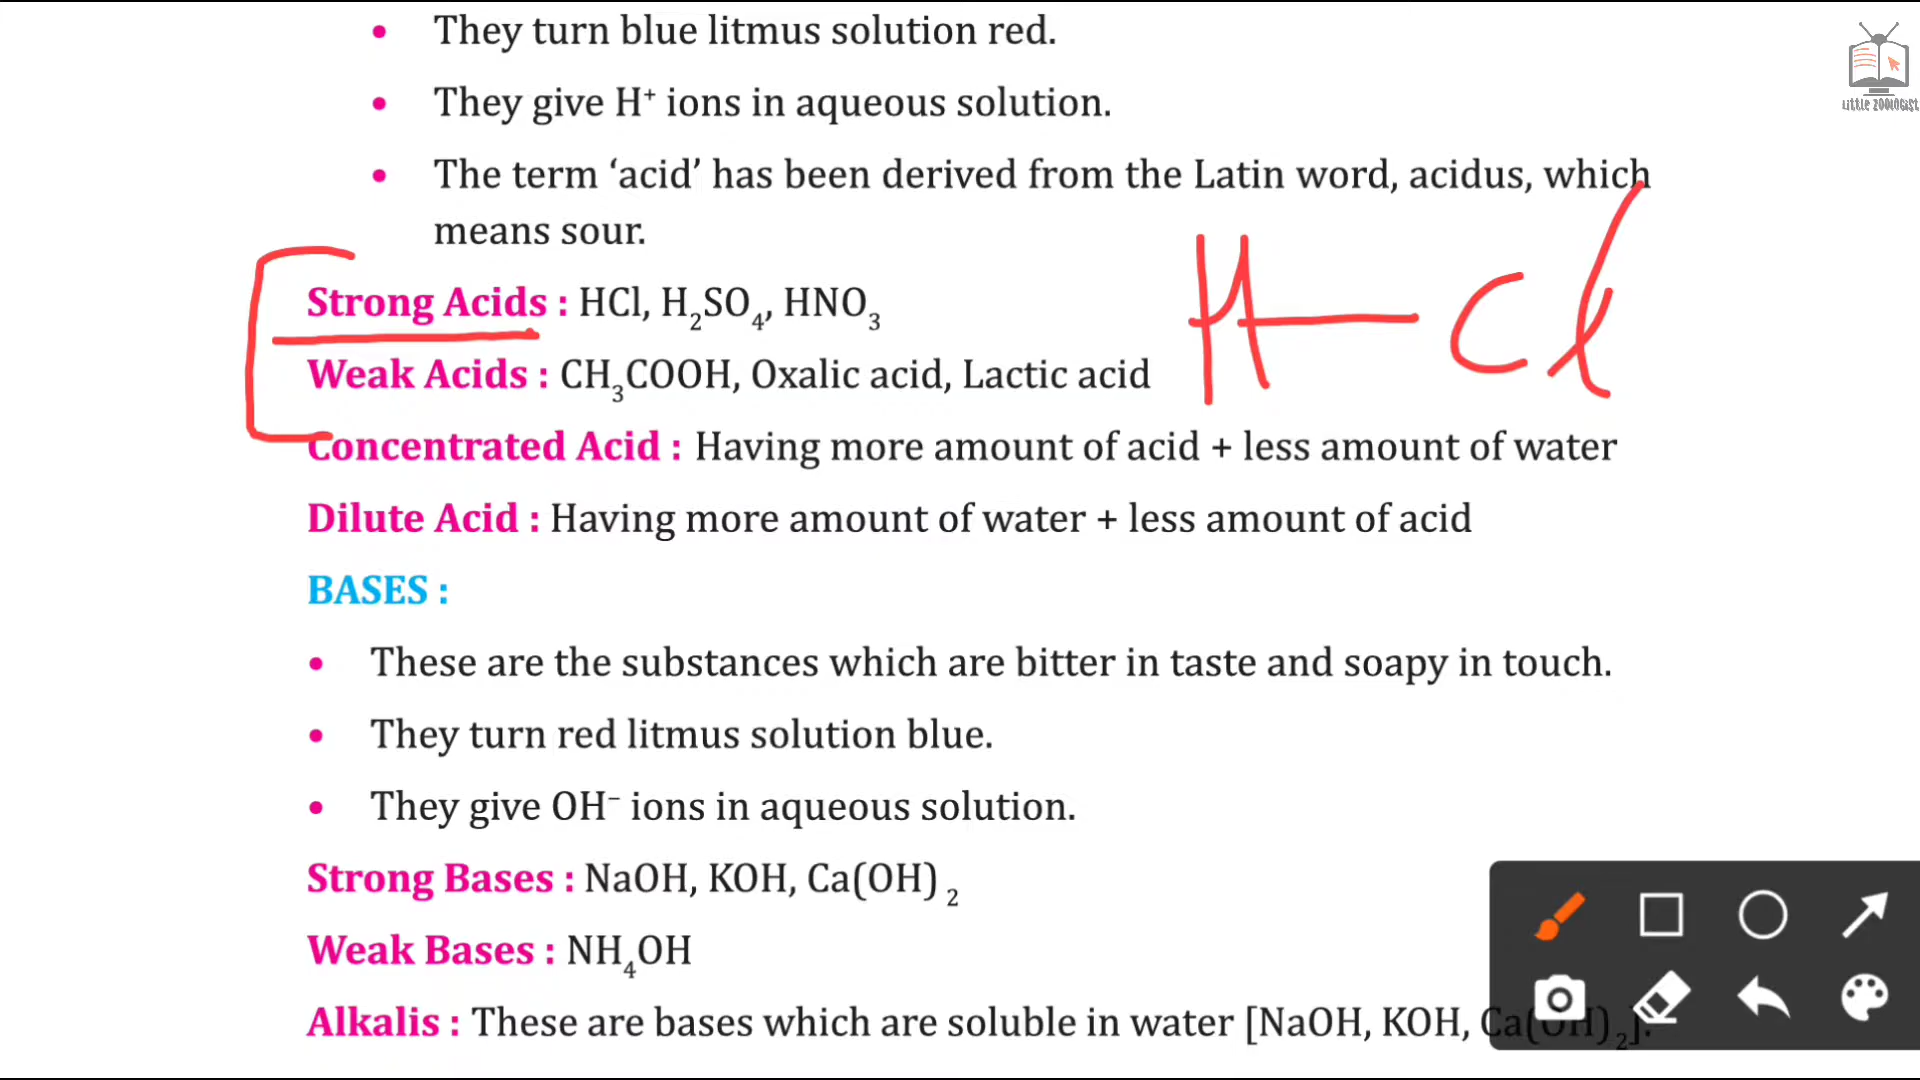 • They turn blue litmus solution red.
• They give H⁺ ions in aqueous solution.
• The term ‘acid’ has been derived from the Latin word, acidus, which
means sour.
Strong Acids : HCl, H₂SO₄, HNO₃
H—Cl
Weak Acids : CH₃COOH, Oxalic acid, Lactic acid
Concentrated Acid : Having more amount of acid + less amount of water
Dilute Acid : Having more amount of water + less amount of acid
BASES :
• These are the substances which are bitter in taste and soapy in touch.
• They turn red litmus solution blue.
• They give OH⁻ ions in aqueous solution.
Strong Bases : NaOH, KOH, Ca(OH) ₂
Weak Bases : NH₄OH
Alkalis : These are bases which are soluble in water [NaOH, KOH, Ca(OH)₂].
LITTLE ZOOLOGIST